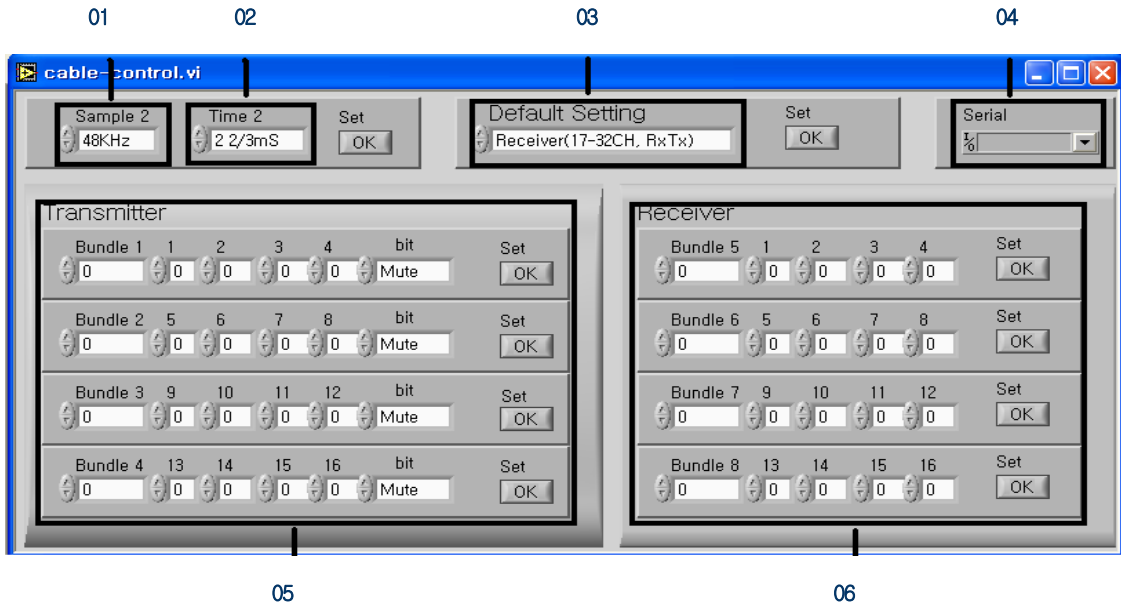 01 02 03 04
cable-control.vi
Sample 2 Time 2 Set Default Setting Set Serial
48KHz 2 2/3mS OK Receiver(17-32CH, RxTx) OK I/O
Transmitter
Bundle 1 1 2 3 4 bit Set
0 0 0 0 0 Mute OK
Bundle 2 5 6 7 8 bit Set
0 0 0 0 0 Mute OK
Bundle 3 9 10 11 12 bit Set
0 0 0 0 0 Mute OK
Bundle 4 13 14 15 16 bit Set
0 0 0 0 0 Mute OK
Receiver
Bundle 5 1 2 3 4 Set
0 0 0 0 0 OK
Bundle 6 5 6 7 8 Set
0 0 0 0 0 OK
Bundle 7 9 10 11 12 Set
0 0 0 0 0 OK
Bundle 8 13 14 15 16 Set
0 0 0 0 0 OK
05 06